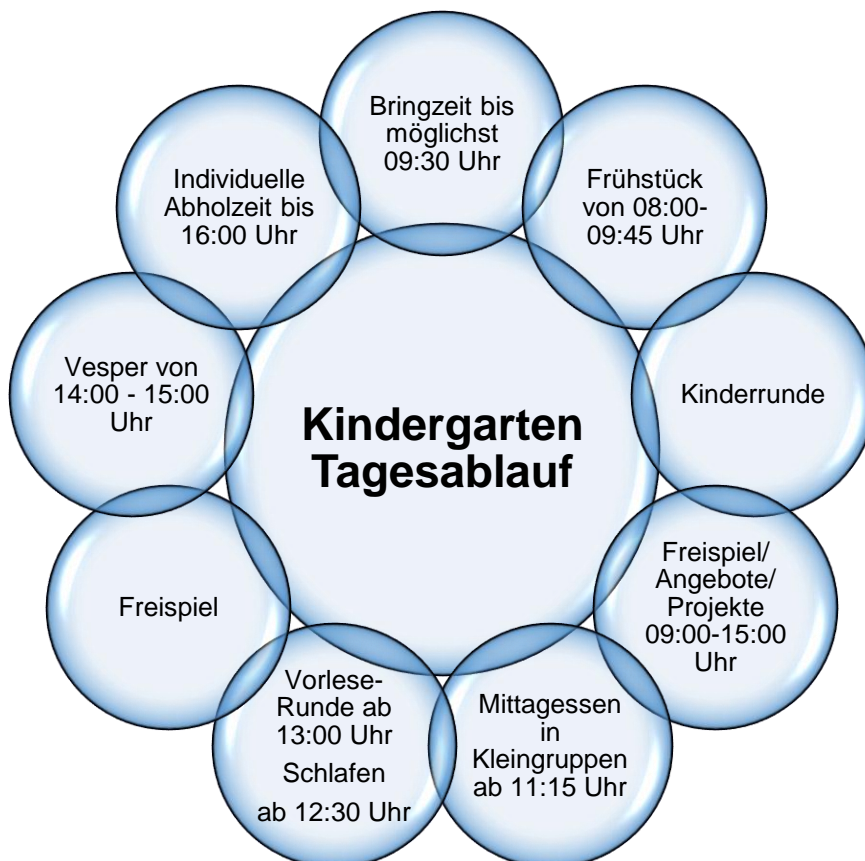 Bringzeit bis
möglichst
09:30 Uhr
Frühstück
von 08:00-
09:45 Uhr
Kinderrunde
Freispiel/
Angebote/
Projekte
09:00-15:00
Uhr
Mittagessen
in
Kleingruppen
ab 11:15 Uhr
Vorlese-
Runde ab
13:00 Uhr
Schlafen
ab 12:30 Uhr
Freispiel
Vesper von
14:00 - 15:00
Uhr
Individuelle
Abholzeit bis
16:00 Uhr
Kindergarten
Tagesablauf